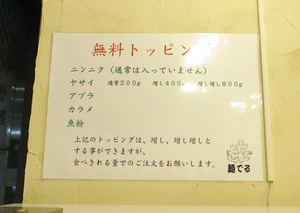 無料トッピング
ニンニク（通常は入っていません）
ヤサイ　通常200g　増し400g　増し増し800g
アブラ
カラメ
魚粉
上記のトッピングは、増し、増し増しと
する事ができますが、
食べきれる量でのご注文をお願いします。
麺でる